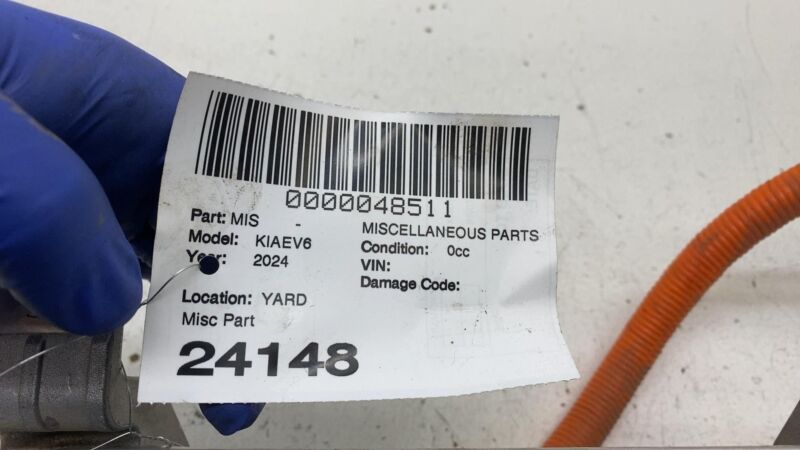 0000048511
Part: MIS - MISCELLANEOUS PARTS
Model: KIAEV6 Condition: 0cc
Year: 2024 VIN:
Damage Code:
Location: YARD
Misc Part
24148